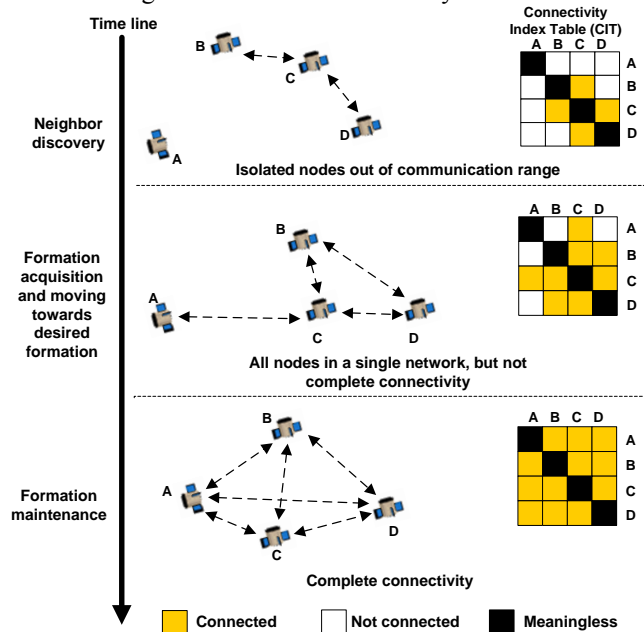 Time line
Connectivity
Index Table (CIT)
A B C D
A
B
C
D
B
C
D
A
Neighbor
discovery
Isolated nodes out of communication range
A B C D
A
B
C
D
B
A
C
D
Formation
acquisition
and moving
towards
desired
formation
All nodes in a single network, but not
complete connectivity
A B C D
A
B
C
D
B
A
D
C
Formation
maintenance
Complete connectivity
Connected Not connected Meaningless